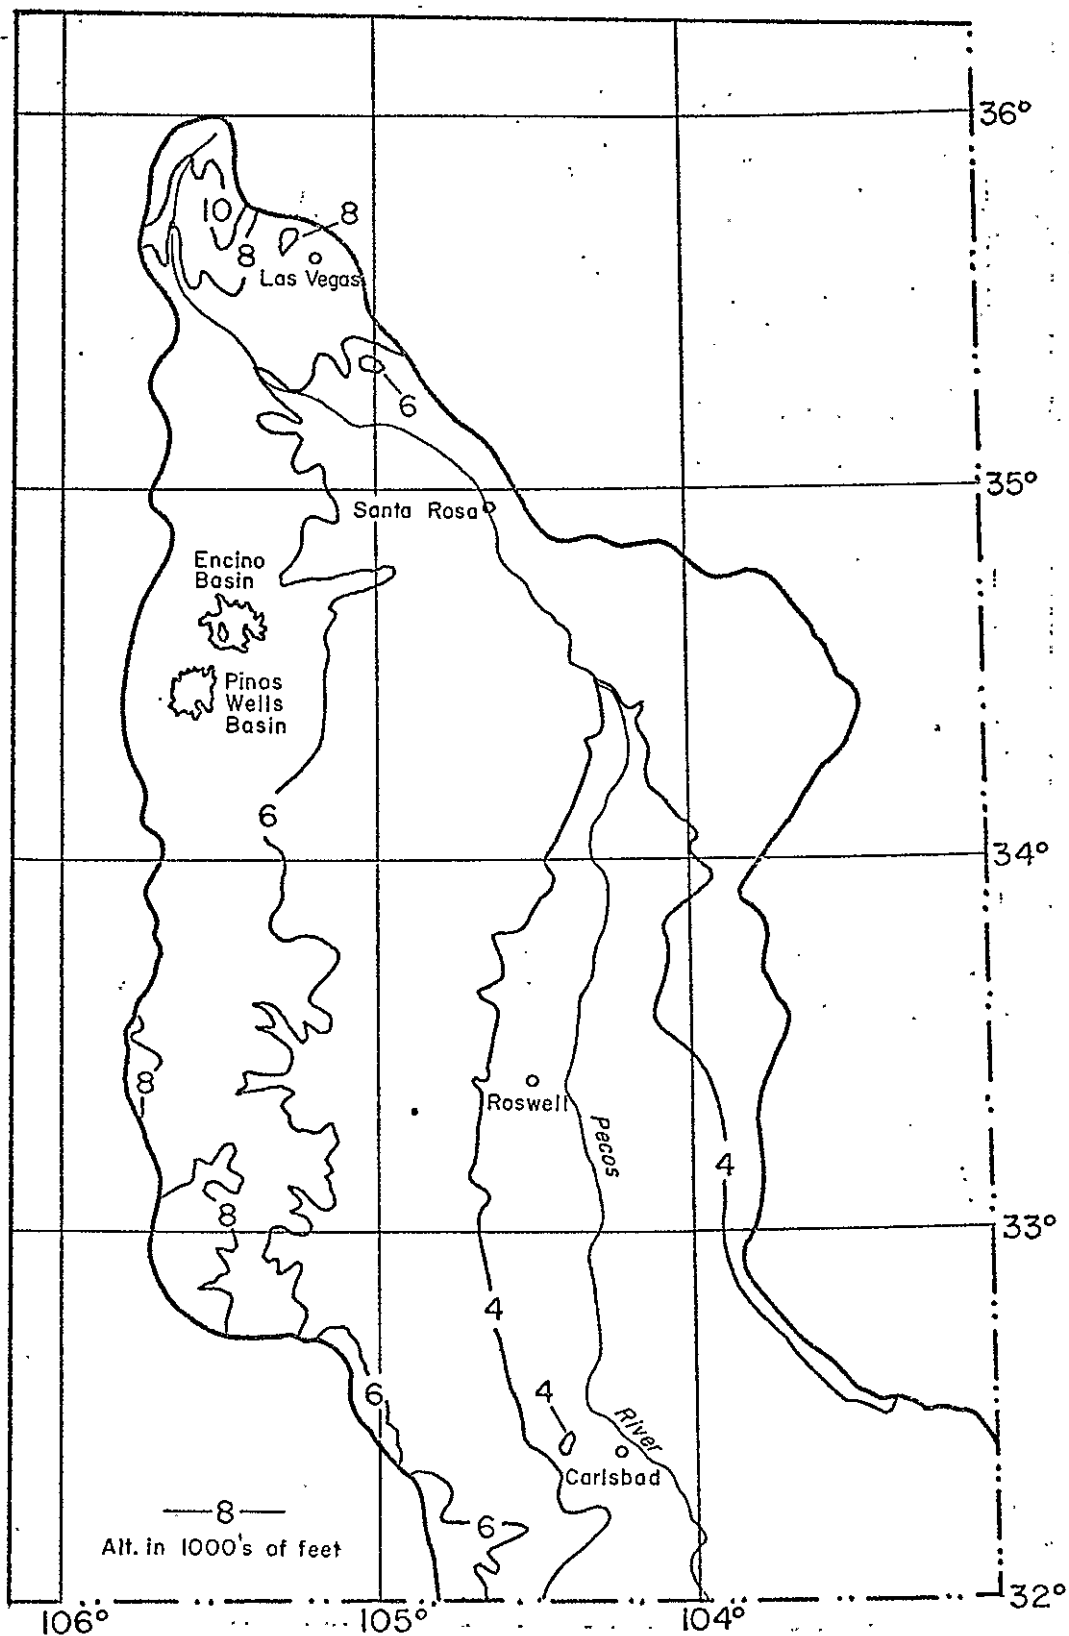 36°
10
8
8
Las Vegas
6
35°
Santa Rosa
Encino
Basin
Pinos
Wells
Basin
6
34°
8
Roswell
Pecos
4
8
33°
4
6
4
River
Carlsbad
8
6
Alt. in 1000's of feet
32°
106°
105°
104°